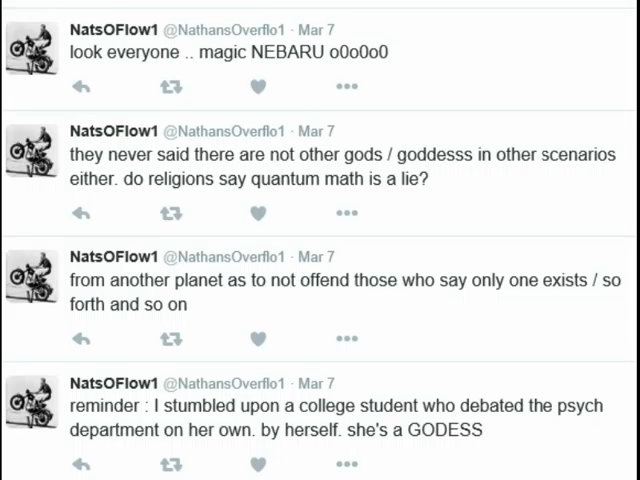 NatsOFlow1 @NathansOverflo1 · Mar 7
look everyone .. magic NEBARU o0o0o0
NatsOFlow1 @NathansOverflo1 · Mar 7
they never said there are not other gods / goddesss in other scenarios
either. do religions say quantum math is a lie?
NatsOFlow1 @NathansOverflo1 · Mar 7
from another planet as to not offend those who say only one exists / so
forth and so on
NatsOFlow1 @NathansOverflo1 · Mar 7
reminder : I stumbled upon a college student who debated the psych
department on her own. by herself. she's a GODESS